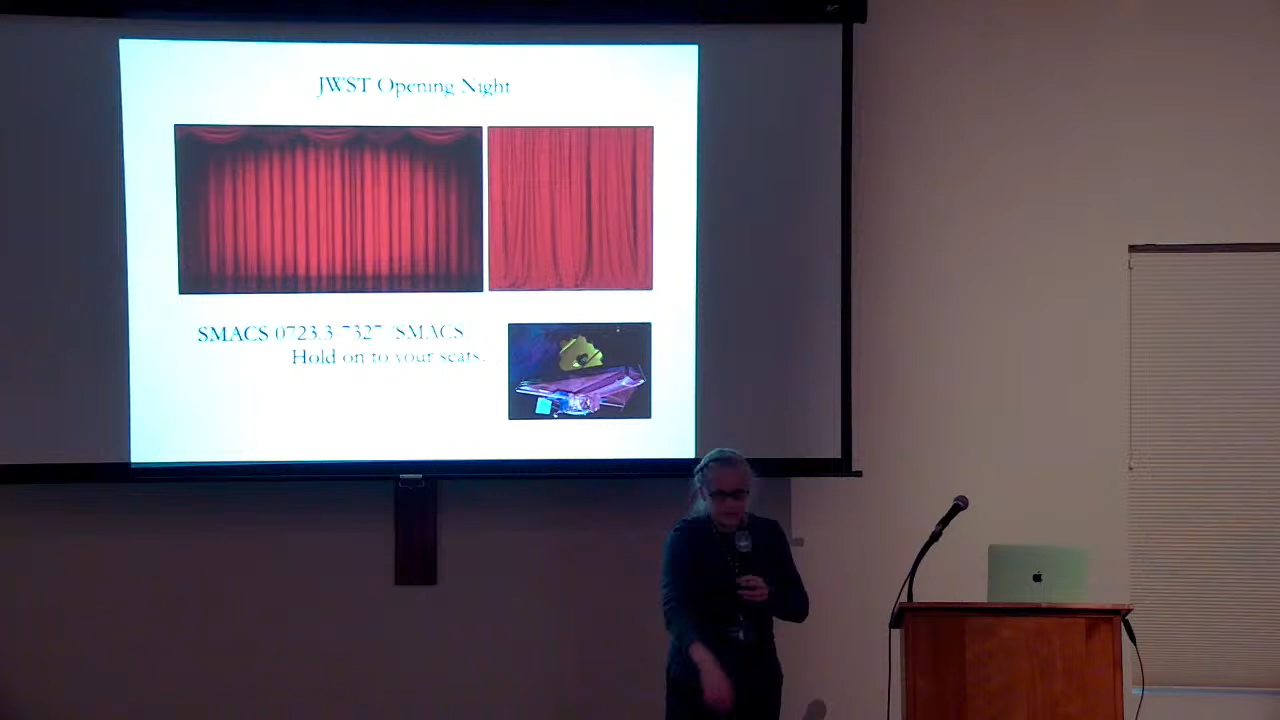 JWST Opening Night
SMACS 0723.3-7327 /SMACS
Hold on to your seats…